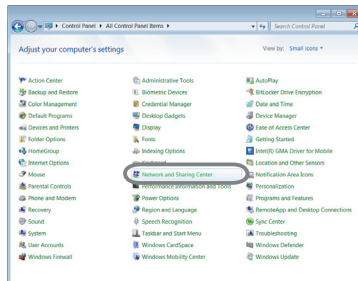 Control Panel ▸ All Control Panel Items ▸
Search Control Panel
Adjust your computer's settings
View by: Small icons
Action Center
Administrative Tools
AutoPlay
Backup and Restore
Biometric Devices
BitLocker Drive Encryption
Color Management
Credential Manager
Date and Time
Default Programs
Desktop Gadgets
Device Manager
Devices and Printers
Display
Ease of Access Center
Folder Options
Fonts
Getting Started
HomeGroup
Indexing Options
Intel(R) GMA Driver for Mobile
Internet Options
Keyboard
Location and Other Sensors
Mouse
Network and Sharing Center
Notification Area Icons
Parental Controls
Performance Information and Tools
Personalization
Phone and Modem
Power Options
Programs and Features
Recovery
Region and Language
RemoteApp and Desktop Connections
Sound
Speech Recognition
Sync Center
System
Taskbar and Start Menu
Troubleshooting
User Accounts
Windows CardSpace
Windows Defender
Windows Firewall
Windows Mobility Center
Windows Update